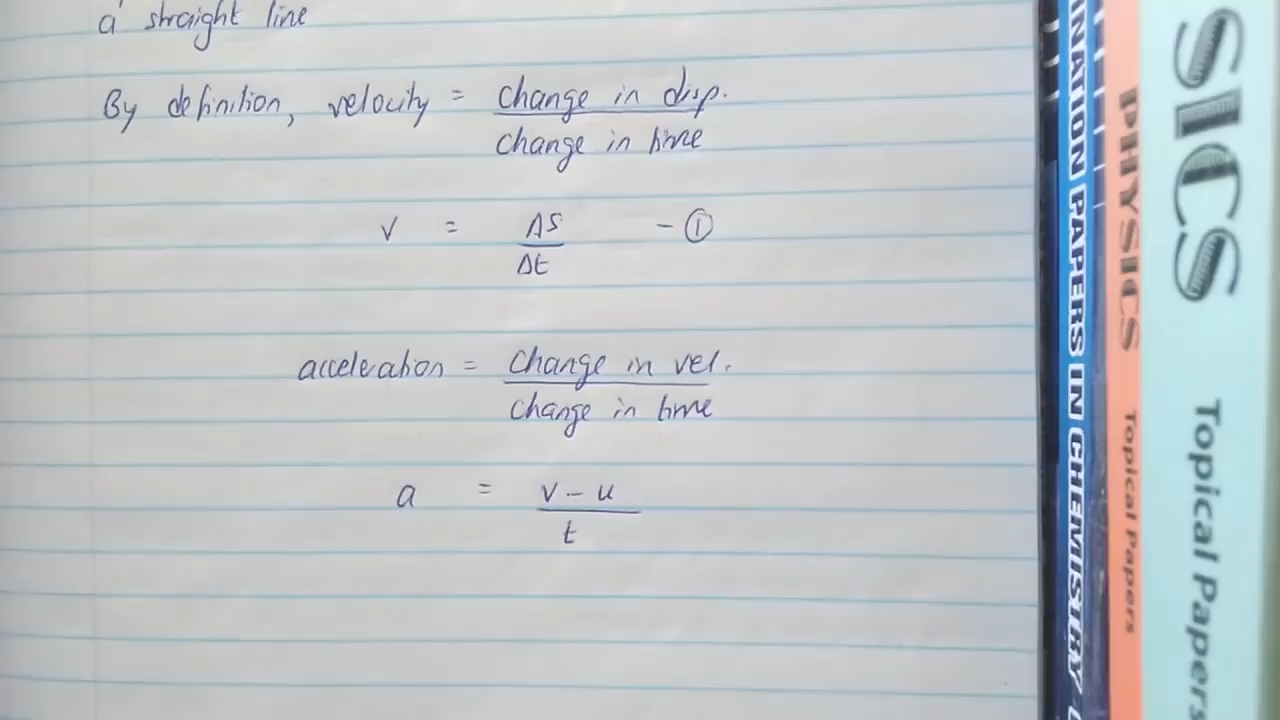 a straight line
By definition, velocity = change in disp.
change in time
v = ΔS - ①
Δt
acceleration = change in vel.
change in time
a = v - u
t
INATION PAPERS IN CHEMISTRY
PHYSICS Topical Papers
SICS Topical Papers